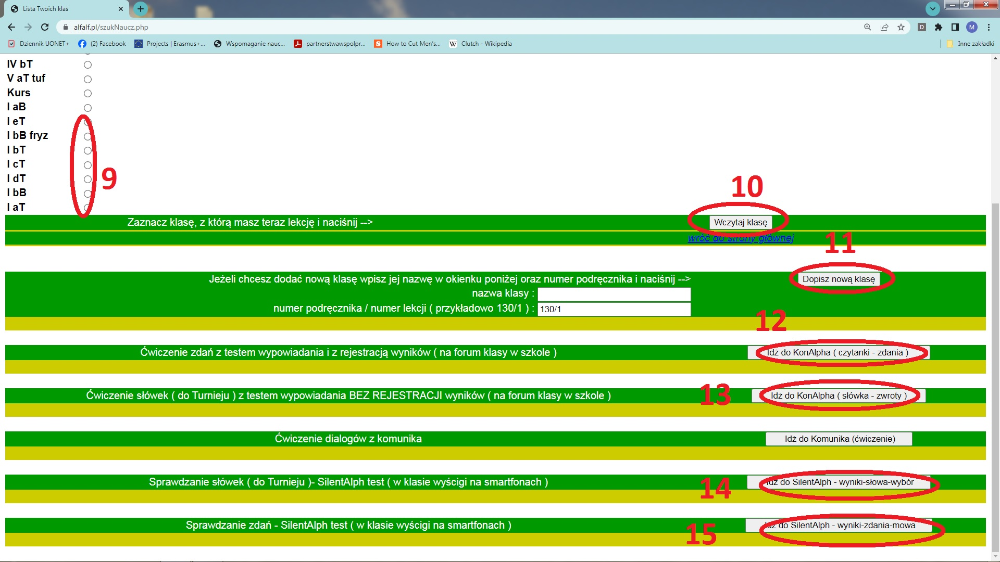 Lista Twoich klas
alfalf.pl/szukNaucz.php
D
M
Dziennik UONET+
(2) Facebook
Projects | Erasmus+...
Wspomaganie nauc...
partnerstwawspolpr...
S
How to Cut Men's...
W
Clutch - Wikipedia
Inne zakładki
IV bT
V aT tuf
Kurs
I aB
I eT
I bB fryz
I bT
I cT
I dT
I bB
I aT
9
10
Zaznacz klasę, z którą masz teraz lekcję i naciśnij -->
Wczytaj klasę
wróć do strony głównej
11
Jeżeli chcesz dodać nową klasę wpisz jej nazwę w okienku poniżej oraz numer podręcznika i naciśnij -->
Dopisz nową klasę
nazwa klasy :
numer podręcznika / numer lekcji ( przykładowo 130/1 ) :
130/1
12
Ćwiczenie zdań z testem wypowiadania i z rejestracją wyników ( na forum klasy w szkole )
Idź do KonAlpha ( czytanki - zdania )
Ćwiczenie słówek ( do Turnieju ) z testem wypowiadania BEZ REJESTRACJI wyników ( na forum klasy w szkole )
13
Idź do KonAlpha ( słówka - zwroty )
Ćwiczenie dialogów z komunika
Idź do Komunika (ćwiczenie)
Sprawdzanie słówek ( do Turnieju )- SilentAlph test ( w klasie wyścigi na smartfonach )
14
Idź do SilentAlph - wyniki-słowa-wybór
Sprawdzanie zdań - SilentAlph test ( w klasie wyścigi na smartfonach )
15
Idź do SilentAlph - wyniki-zdania-mowa